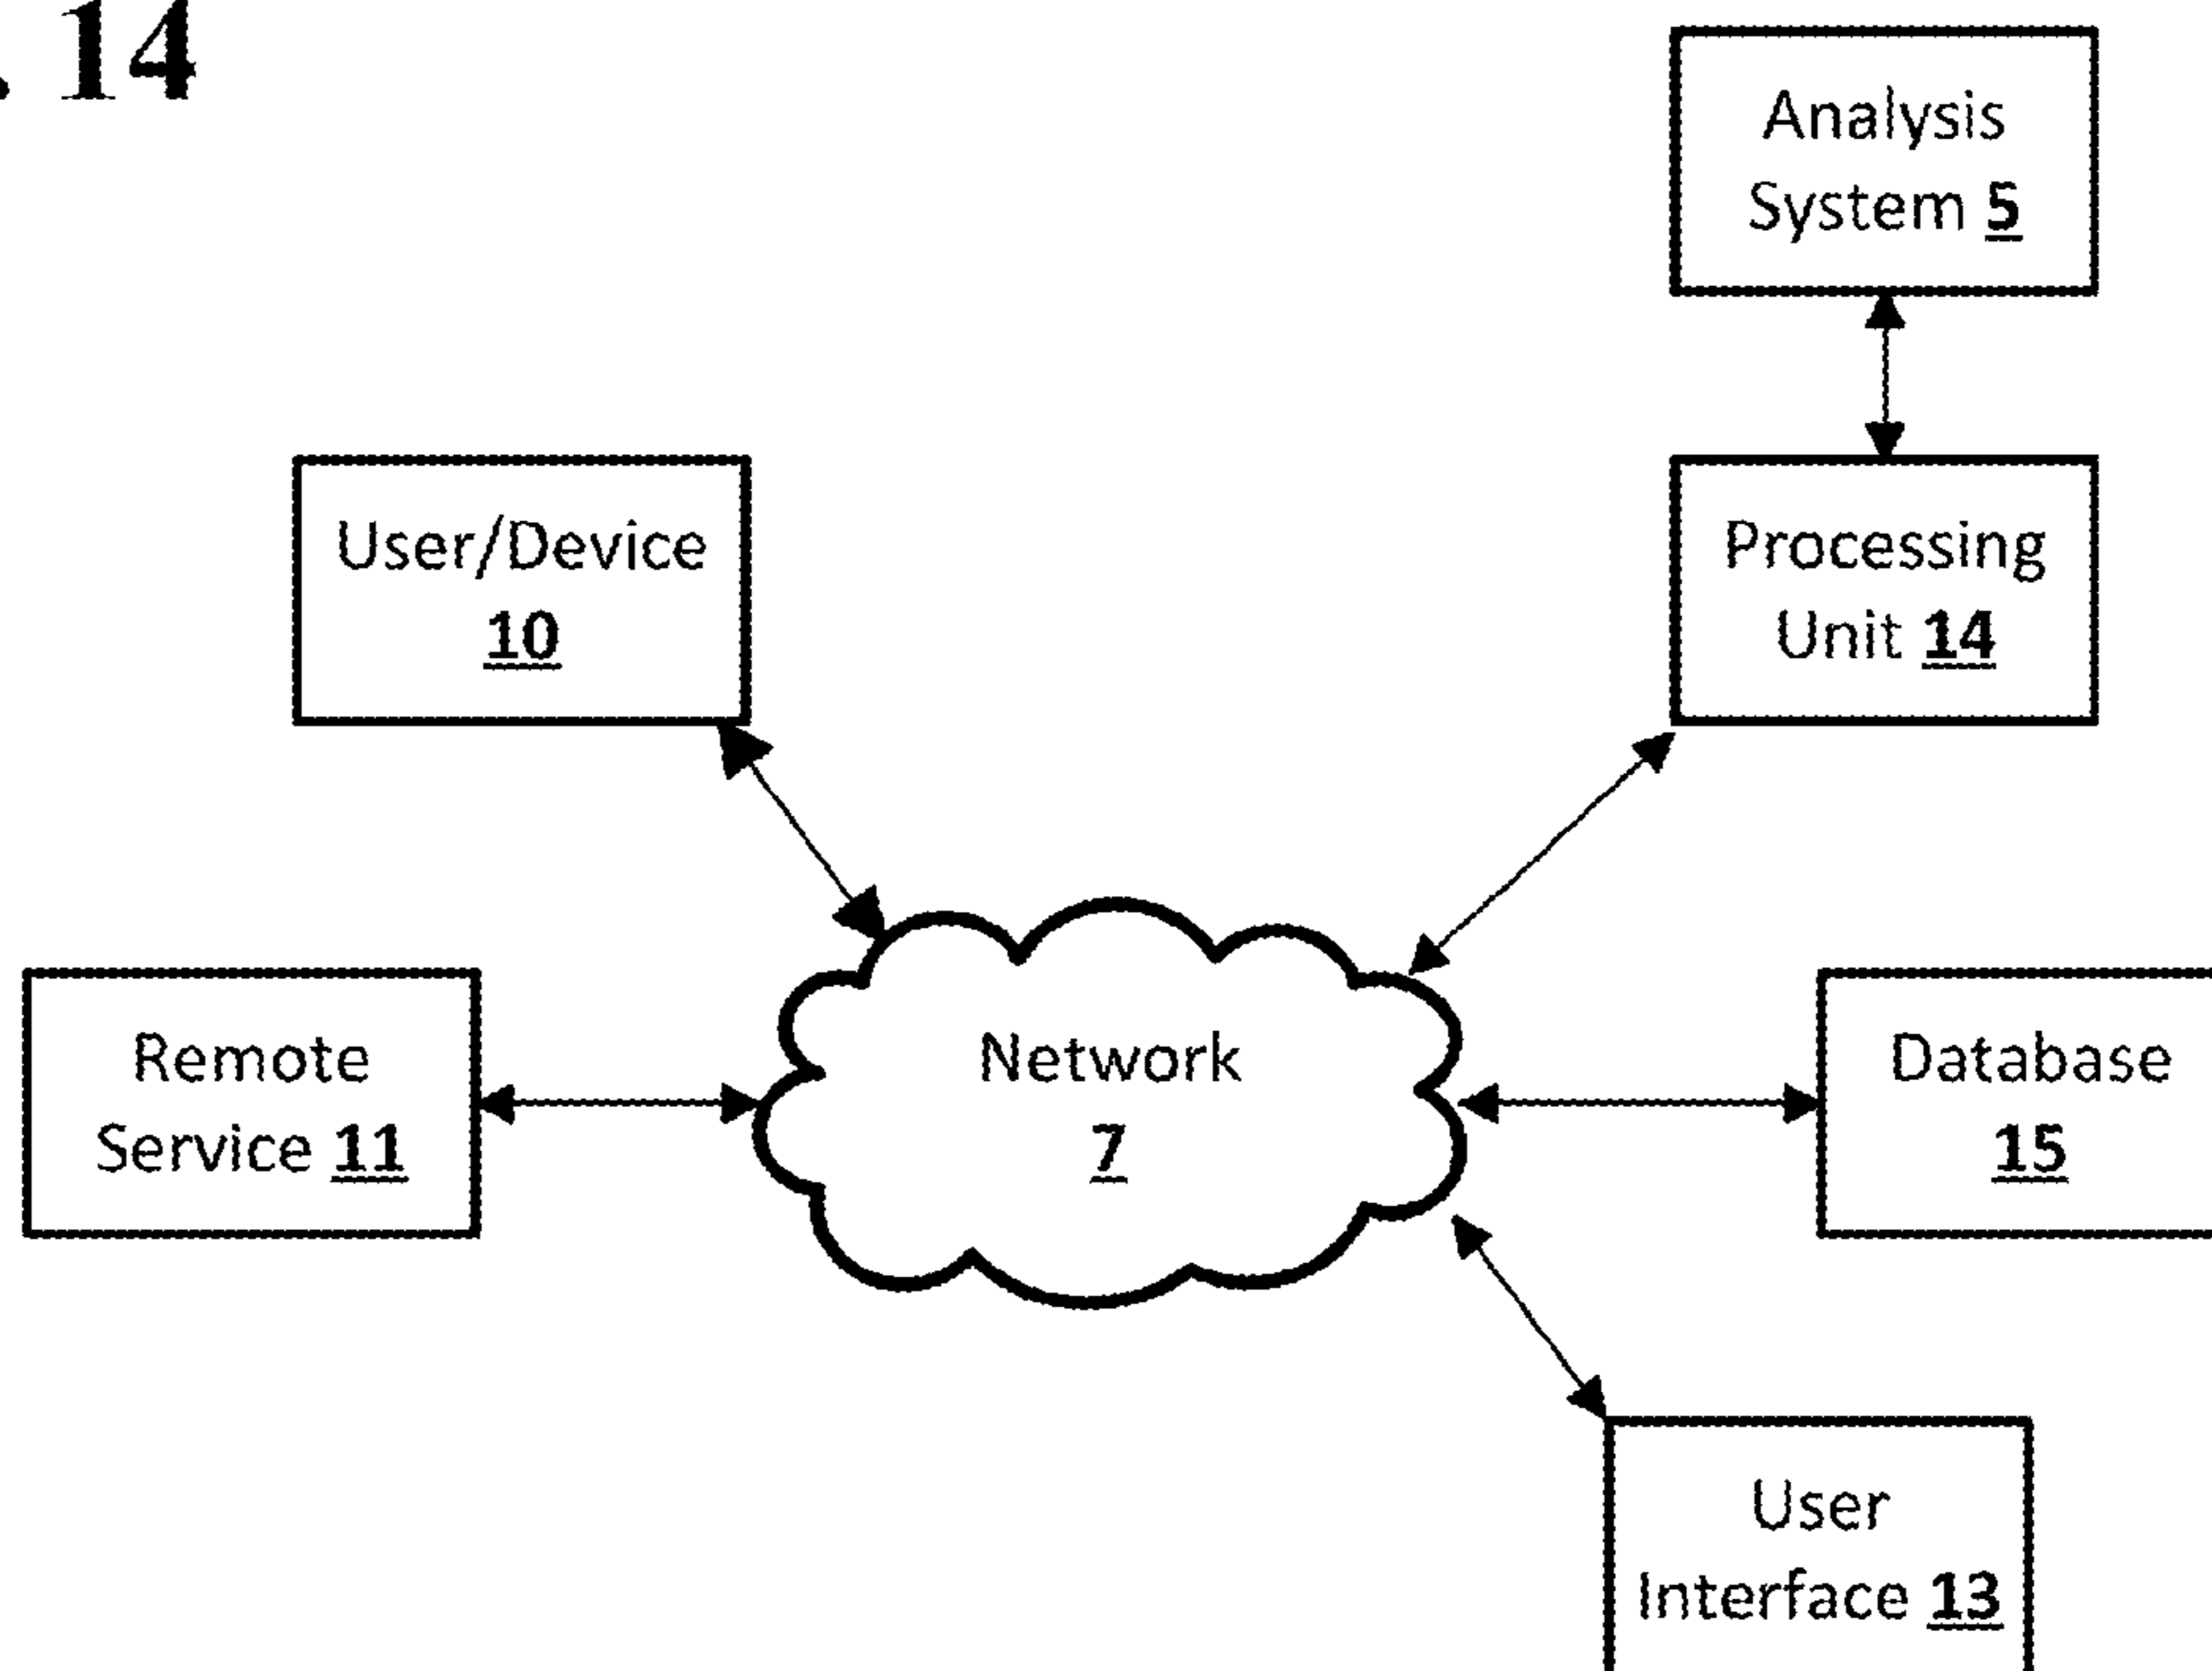 . 14
Analysis
System 5
User/Device
10
Processing
Unit 14
Remote
Service 11
Network
7
Database
15
User
Interface 13